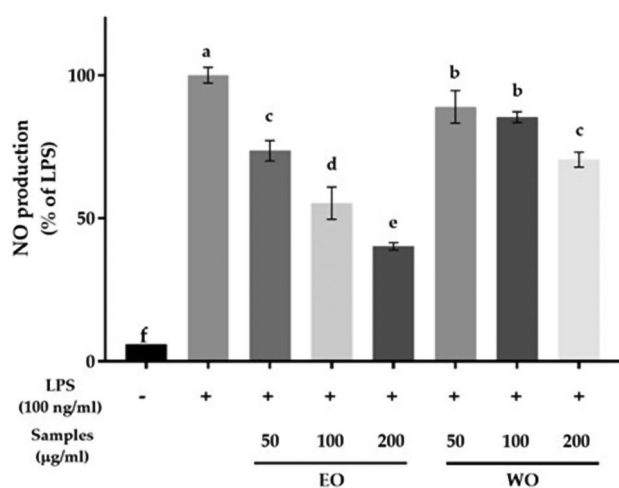 NO production
(% of LPS)
100
50
0
f
a
c
d
e
b
b
c
LPS
(100 ng/ml)
- + + + + + + +
Samples
(μg/ml)
50 100 200 50 100 200
EO WO